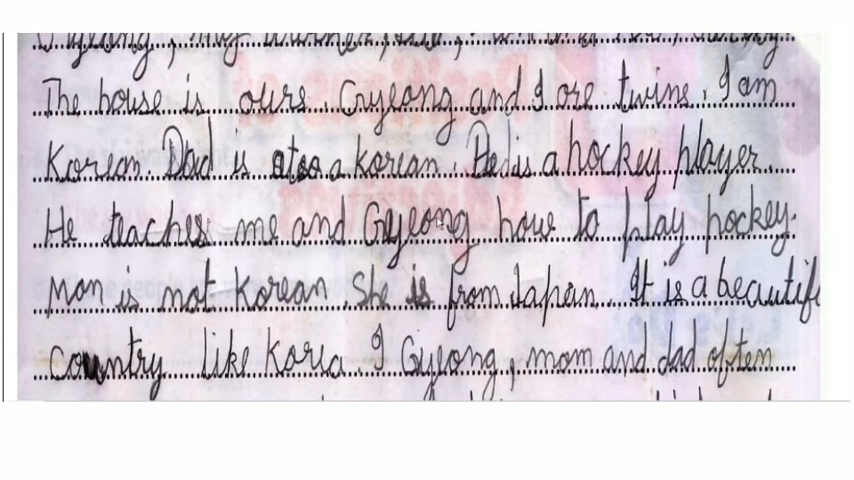 The house is ours. Gyeong and I are twins. I am
Korean. Dad is also a korean. He is a hockey player.
He teaches me and Gyeong how to play hockey.
Mom is not Korean. She is from Japan. It is a beautif
country like Korea. I Gyeong, mom and dad often